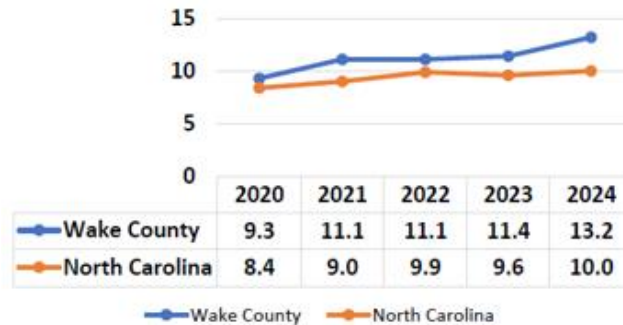 15
10
5
0
2020 2021 2022 2023 2024
Wake County 9.3 11.1 11.1 11.4 13.2
North Carolina 8.4 9.0 9.9 9.6 10.0
Wake County North Carolina